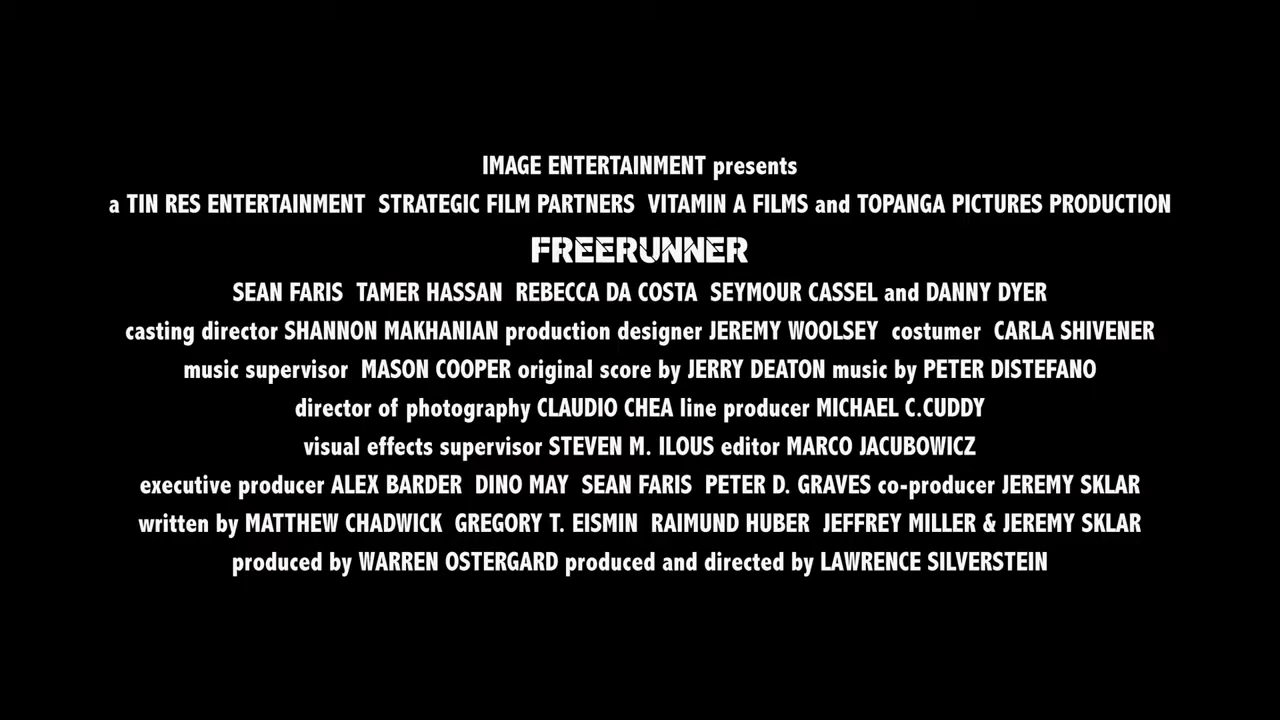 IMAGE ENTERTAINMENT presents
a TIN RES ENTERTAINMENT STRATEGIC FILM PARTNERS VITAMIN A FILMS and TOPANGA PICTURES PRODUCTION
FREERUNNER
SEAN FARIS TAMER HASSAN REBECCA DA COSTA SEYMOUR CASSEL and DANNY DYER
casting director SHANNON MAKHANIAN production designer JEREMY WOOLSEY costumer CARLA SHIVENER
music supervisor MASON COOPER original score by JERRY DEATON music by PETER DISTEFANO
director of photography CLAUDIO CHEA line producer MICHAEL C.CUDDY
visual effects supervisor STEVEN M. ILOUS editor MARCO JACUBOWICZ
executive producer ALEX BARDER DINO MAY SEAN FARIS PETER D. GRAVES co-producer JEREMY SKLAR
written by MATTHEW CHADWICK GREGORY T. EISMIN RAIMUND HUBER JEFFREY MILLER & JEREMY SKLAR
produced by WARREN OSTERGARD produced and directed by LAWRENCE SILVERSTEIN